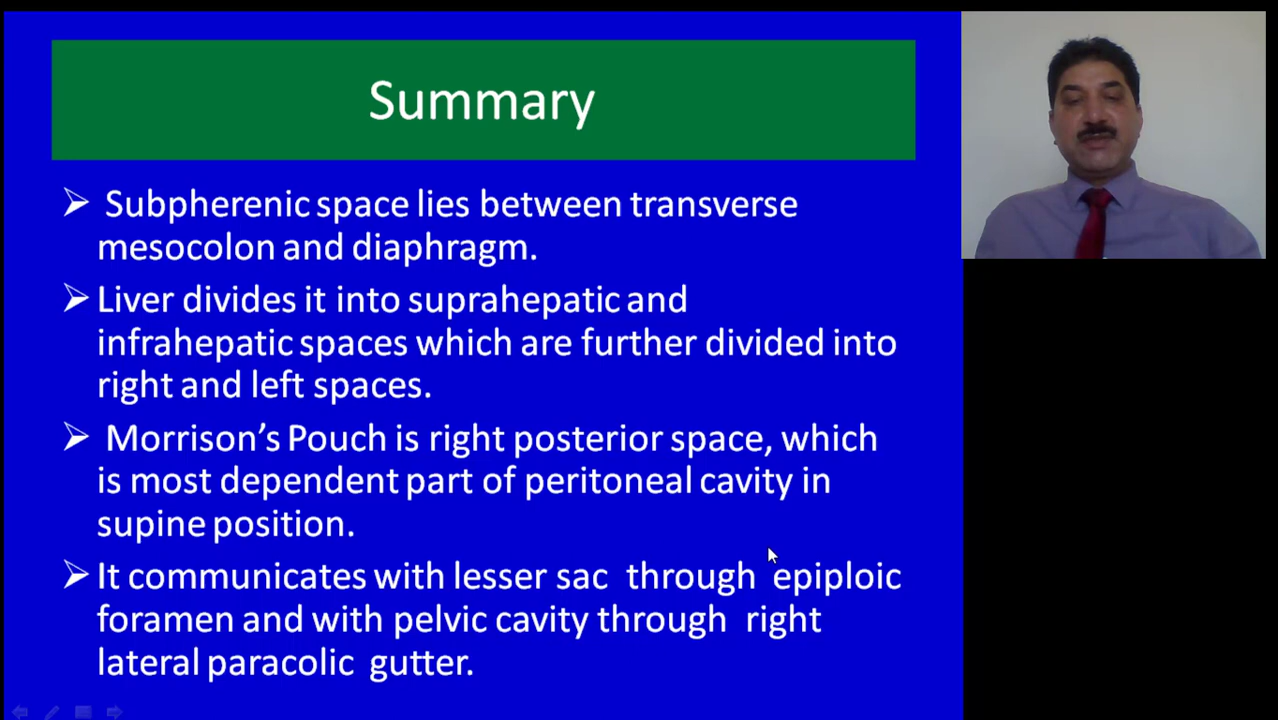 Summary
➢ Subpherenic space lies between transverse
mesocolon and diaphragm.
➢ Liver divides it into suprahepatic and
infrahepatic spaces which are further divided into
right and left spaces.
➢ Morrison’s Pouch is right posterior space, which
is most dependent part of peritoneal cavity in
supine position.
➢ It communicates with lesser sac through epiploic
foramen and with pelvic cavity through right
lateral paracolic gutter.